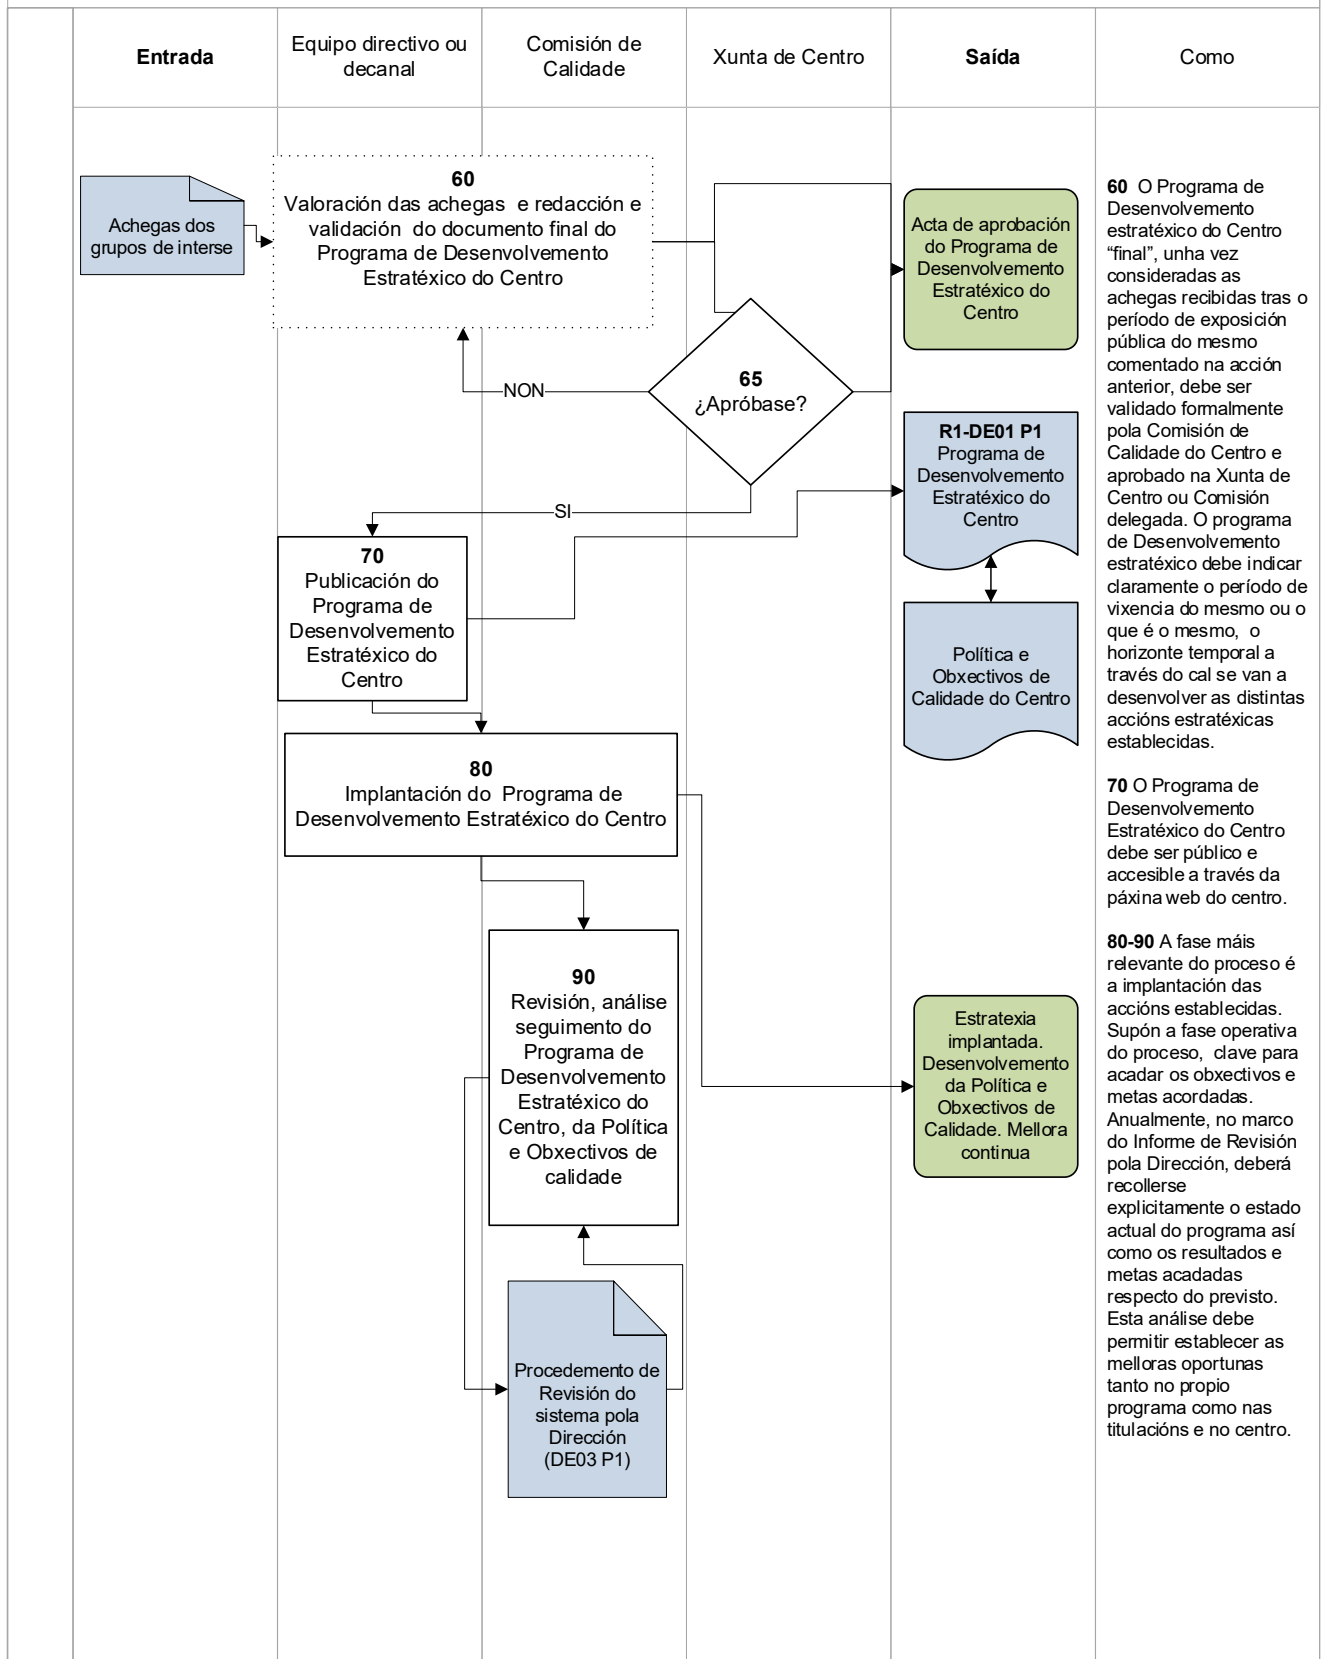 Entrada
Equipo directivo ou
decanal
Comisión de
Calidade
Xunta de Centro
Saída
Como
Achegas dos
grupos de interse
60
Valoración das achegas e redacción e
validación do documento final do
Programa de Desenvolvemento
Estratéxico do Centro
Acta de aprobación
do Programa de
Desenvolvemento
Estratéxico do
Centro
65
¿Apróbase?
NON
SI
R1-DE01 P1
Programa de
Desenvolvemento
Estratéxico do
Centro
70
Publicación do
Programa de
Desenvolvemento
Estratéxico do
Centro
Política e
Obxectivos de
Calidade do Centro
80
Implantación do Programa de
Desenvolvemento Estratéxico do Centro
90
Revisión, análise
seguimento do
Programa de
Desenvolvemento
Estratéxico do
Centro, da Política
e Obxectivos de
calidade
Estratexia
implantada.
Desenvolvemento
da Política e
Obxectivos de
Calidade. Mellora
continua
Procedemento de
Revisión do
sistema pola
Dirección
(DE03 P1)
60 O Programa de
Desenvolvemento
estratéxico do Centro
“final”, unha vez
consideradas as
achegas recibidas tras o
período de exposición
pública do mesmo
comentado na acción
anterior, debe ser
validado formalmente
pola Comisión de
Calidade do Centro e
aprobado na Xunta de
Centro ou Comisión
delegada. O programa
de Desenvolvemento
estratéxico debe indicar
claramente o período de
vixencia do mesmo ou o
que é o mesmo, o
horizonte temporal a
través do cal se van a
desenvolver as distintas
accións estratéxicas
establecidas.
70 O Programa de
Desenvolvemento
Estratéxico do Centro
debe ser público e
accesible a través da
páxina web do centro.
80-90 A fase máis
relevante do proceso é
a implantación das
accións establecidas.
Supón a fase operativa
do proceso, clave para
acadar os obxectivos e
metas acordadas.
Anualmente, no marco
do Informe de Revisión
pola Dirección, deberá
recollerse
explicitamente o estado
actual do programa así
como os resultados e
metas acadadas
respecto do previsto.
Esta análise debe
permitir establecer as
melloras oportunas
tanto no propio
programa como nas
titulacións e no centro.